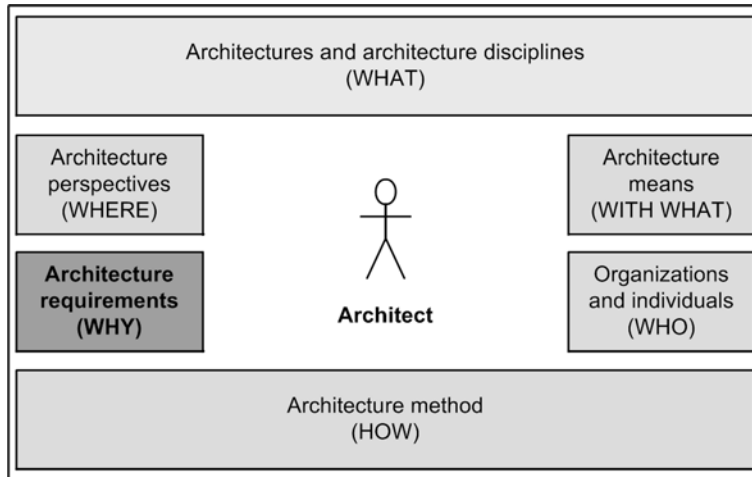 Architectures and architecture disciplines
(WHAT)
Architecture
perspectives
(WHERE)
Architecture
means
(WITH WHAT)
Architecture
requirements
(WHY)
Architect
Organizations
and individuals
(WHO)
Architecture method
(HOW)